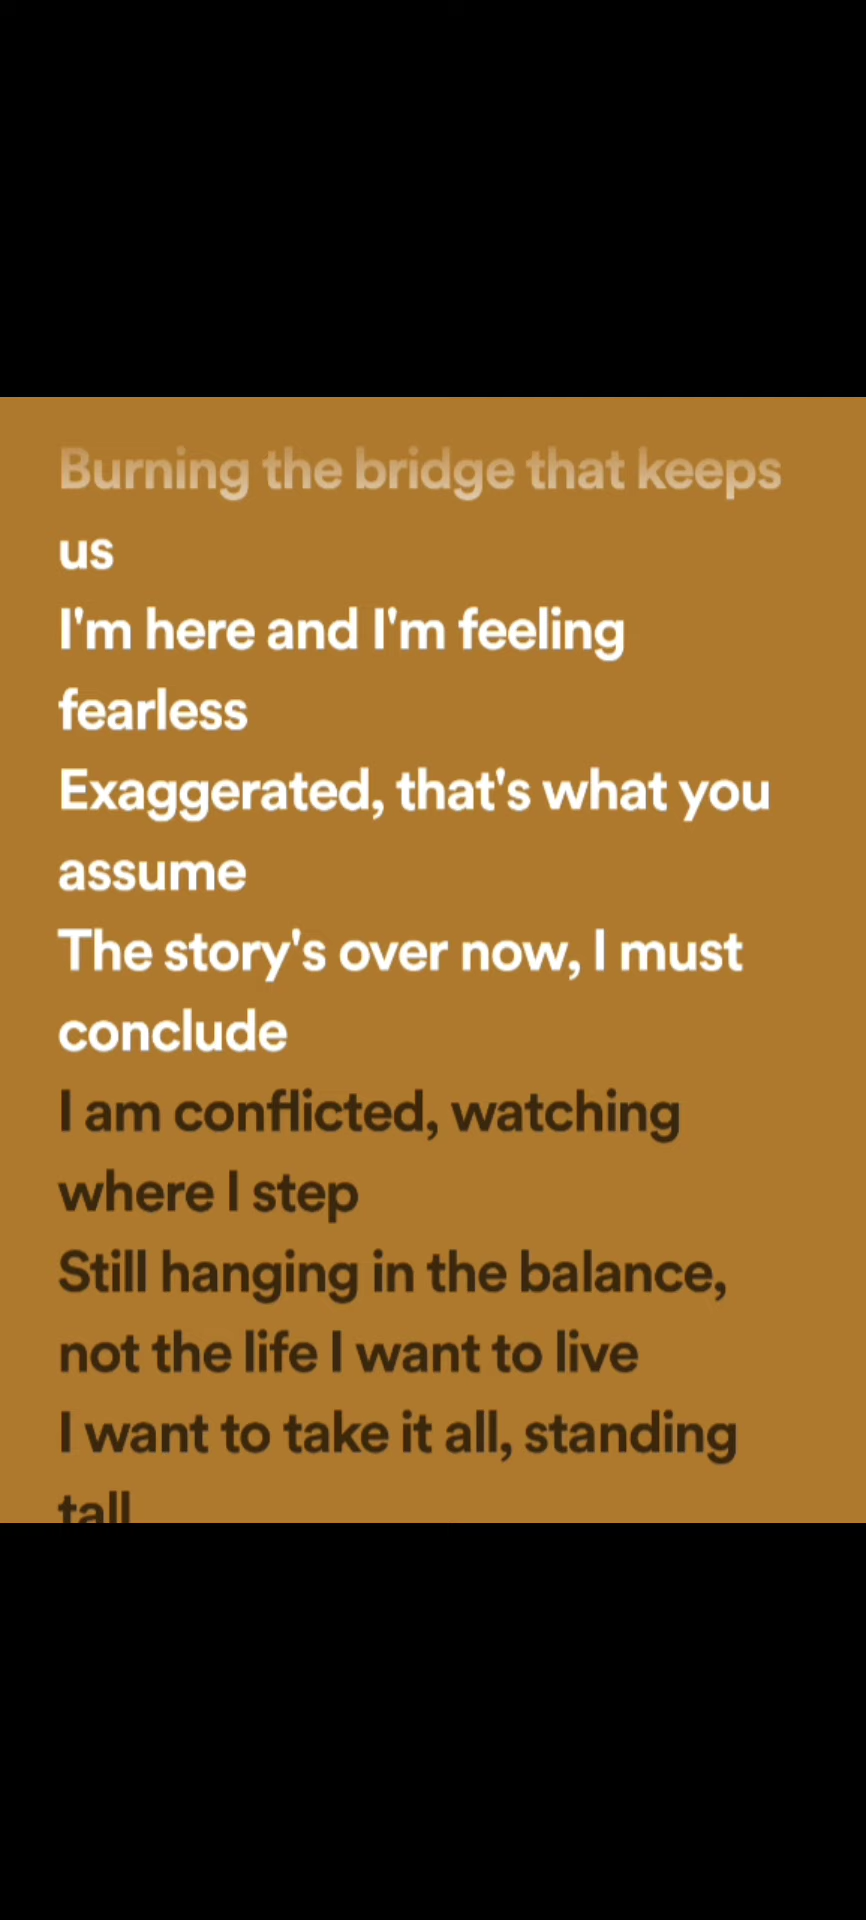 Burning the bridge that keeps
us
I'm here and I'm feeling
fearless
Exaggerated, that's what you
assume
The story's over now, I must
conclude
I am conflicted, watching
where I step
Still hanging in the balance,
not the life I want to live
I want to take it all, standing
tall